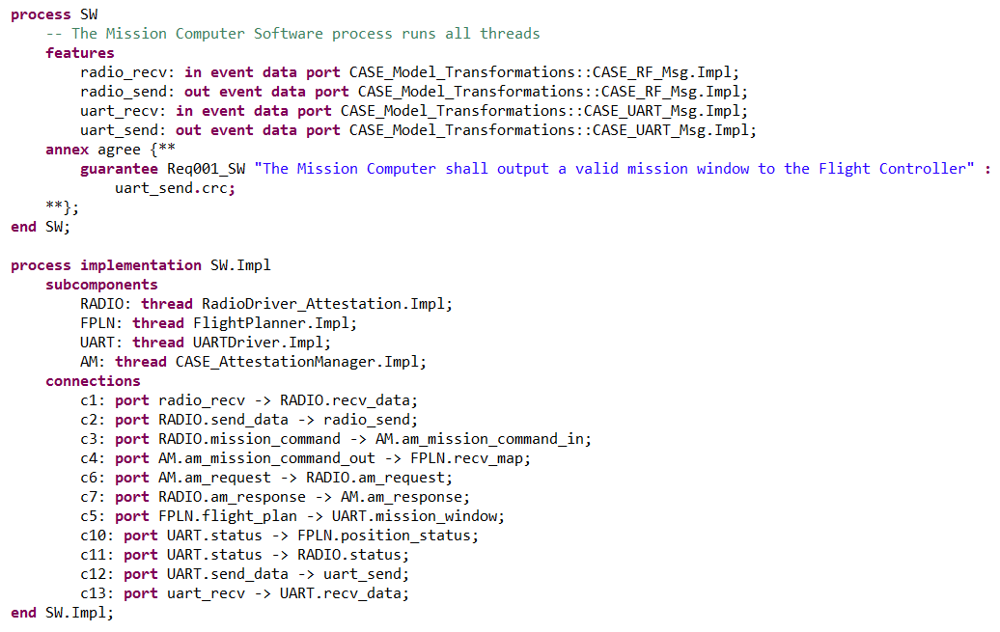 process SW
    -- The Mission Computer Software process runs all threads
    features
        radio_recv: in event data port CASE_Model_Transformations::CASE_RF_Msg.Impl;
        radio_send: out event data port CASE_Model_Transformations::CASE_RF_Msg.Impl;
        uart_recv: in event data port CASE_Model_Transformations::CASE_UART_Msg.Impl;
        uart_send: out event data port CASE_Model_Transformations::CASE_UART_Msg.Impl;
    annex agree {**
        guarantee Req001_SW "The Mission Computer shall output a valid mission window to the Flight Controller" :
            uart_send.crc;
    **};
end SW;

process implementation SW.Impl
    subcomponents
        RADIO: thread RadioDriver_Attestation.Impl;
        FPLN: thread FlightPlanner.Impl;
        UART: thread UARTDriver.Impl;
        AM: thread CASE_AttestationManager.Impl;
    connections
        c1: port radio_recv -> RADIO.recv_data;
        c2: port RADIO.send_data -> radio_send;
        c3: port RADIO.mission_command -> AM.am_mission_command_in;
        c4: port AM.am_mission_command_out -> FPLN.recv_map;
        c6: port AM.am_request -> RADIO.am_request;
        c7: port RADIO.am_response -> AM.am_response;
        c5: port FPLN.flight_plan -> UART.mission_window;
        c10: port UART.status -> FPLN.position_status;
        c11: port UART.status -> RADIO.status;
        c12: port UART.send_data -> uart_send;
        c13: port uart_recv -> UART.recv_data;
end SW.Impl;